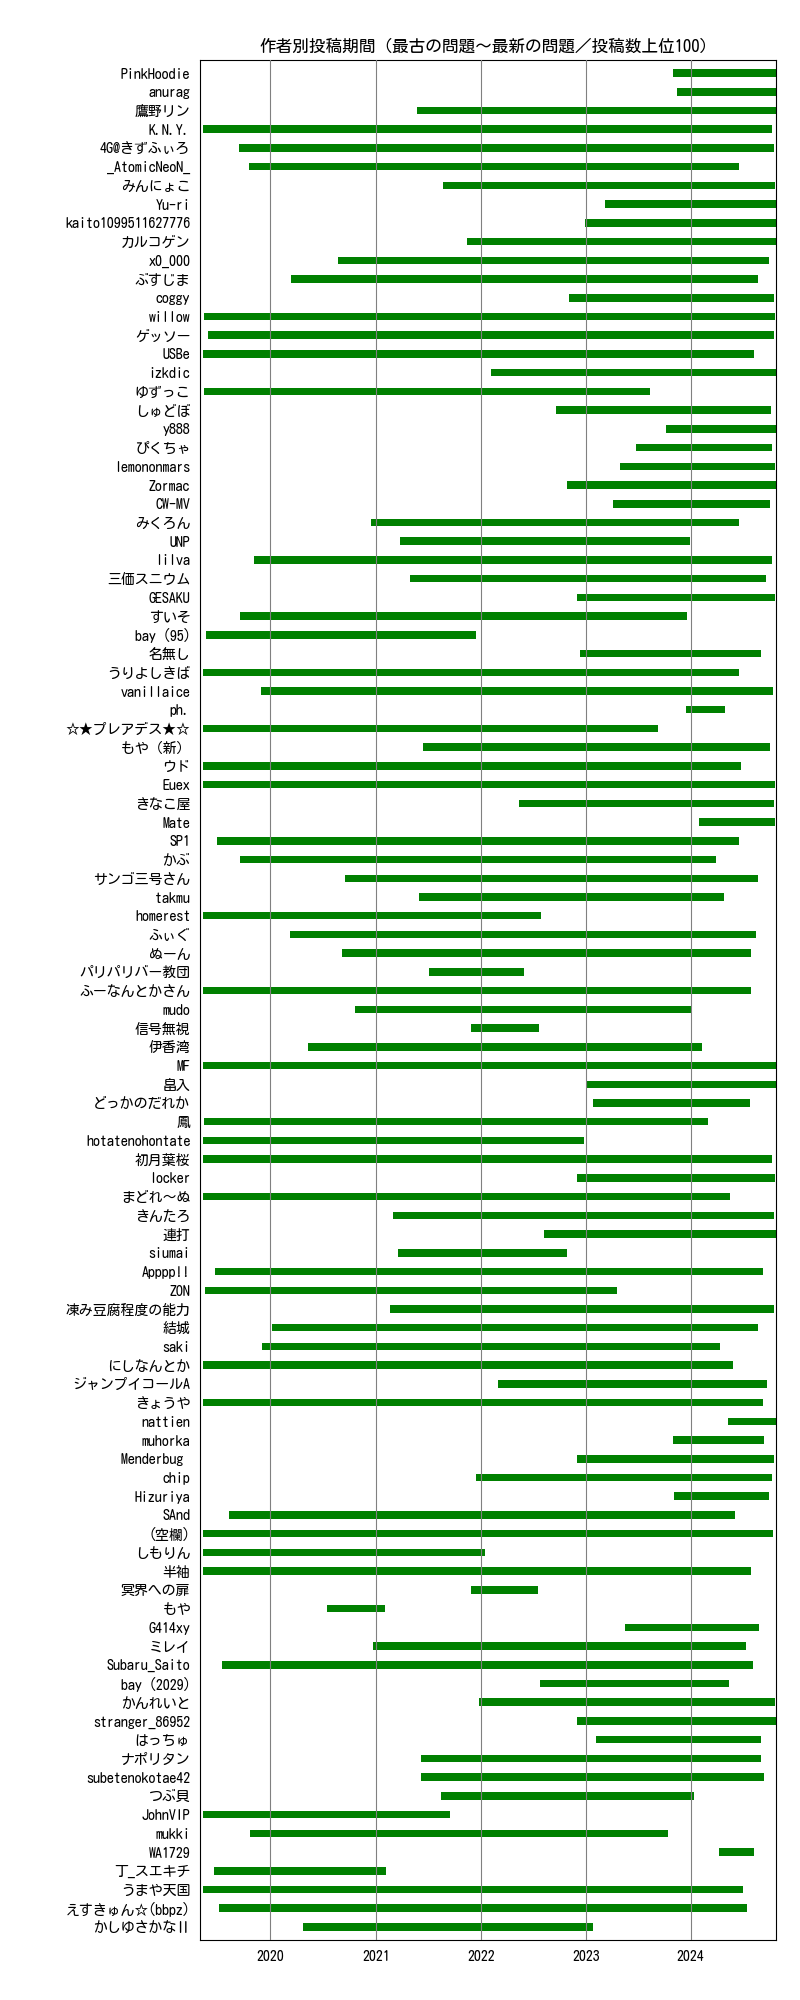 作者別投稿期間（最古の問題～最新の問題／投稿数上位100）
PinkHoodie
anurag
鷹野リン
K.N.Y.
4G@きずふぃろ
_AtomicNeoN_
みんにょこ
Yu-ri
kaito1099511627776
カルコゲン
x0_000
ぶすじま
coggy
willow
ゲッソー
USBe
izkdic
ゆずっこ
しゅどぼ
y888
ぴくちゃ
lemononmars
Zormac
CW-MV
みくろん
UNP
lilva
三価スニウム
GESAKU
すいそ
bay (95)
名無し
うりよしきば
vanillaice
ph.
☆★プレアデス★☆
もや（新）
ウド
Euex
きなこ屋
Mate
SP1
かぶ
サンゴ三号さん
takmu
homerest
ふぃぐ
ぬーん
パリパリバー教団
ふーなんとかさん
mudo
信号無視
伊香湾
MF
畠入
どっかのだれか
鳳
hotatenohontate
初月葉桜
locker
まどれ～ぬ
きんたろ
連打
siumai
Appppll
ZON
凍み豆腐程度の能力
結城
saki
にしなんとか
ジャンプイコールA
きょうや
nattien
muhorka
Menderbug
chip
Hizuriya
SAnd
(空欄)
しもりん
半袖
冥界への扉
もや
G414xy
ミレイ
Subaru_Saito
bay (2029)
かんれいと
stranger_86952
はっちゅ
ナポリタン
subetenokotae42
つぶ貝
JohnVIP
mukki
WA1729
丁_スエキチ
うまや天国
えすきゅん☆(bbpz)
かしゆさかなII
2020 2021 2022 2023 2024